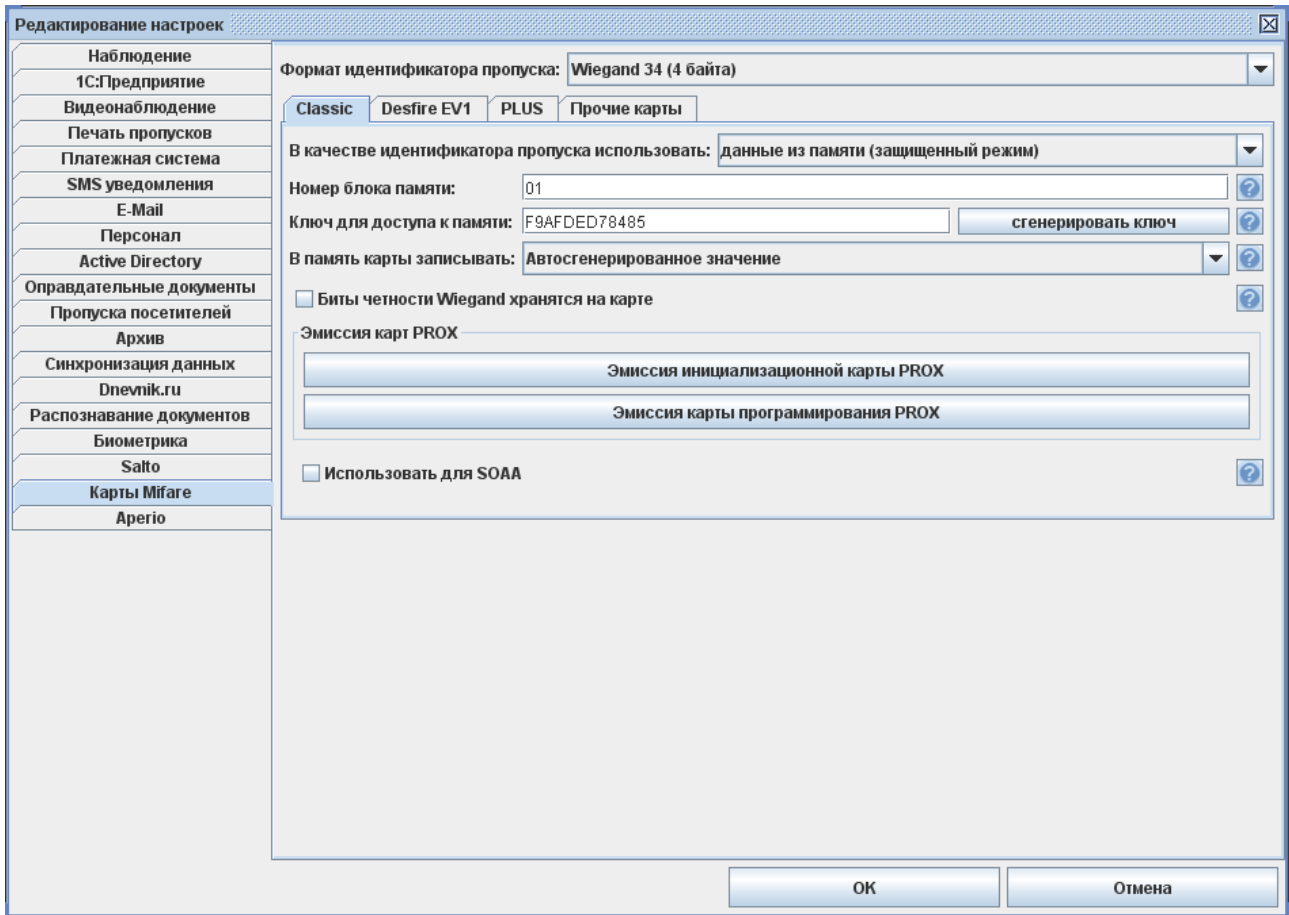 Редактирование настроек
Наблюдение
1С:Предприятие
Видеонаблюдение
Печать пропусков
Платежная система
SMS уведомления
E-Mail
Персонал
Active Directory
Оправдательные документы
Пропуска посетителей
Архив
Синхронизация данных
Dnevnik.ru
Распознавание документов
Биометрика
Salto
Карты Mifare
Aperio
Формат идентификатора пропуска: Wiegand 34 (4 байта)
Classic Desfire EV1 PLUS Прочие карты
В качестве идентификатора пропуска использовать: данные из памяти (защищенный режим)
Номер блока памяти: 01 ?
Ключ для доступа к памяти: F9AFDED78485 сгенерировать ключ ?
В память карты записывать: Автосгенерированное значение ?
Биты четности Wiegand хранятся на карте ?
Эмиссия карт PROX
Эмиссия инициализационной карты PROX
Эмиссия карты программирования PROX
Использовать для SOAA ?
OK Отмена